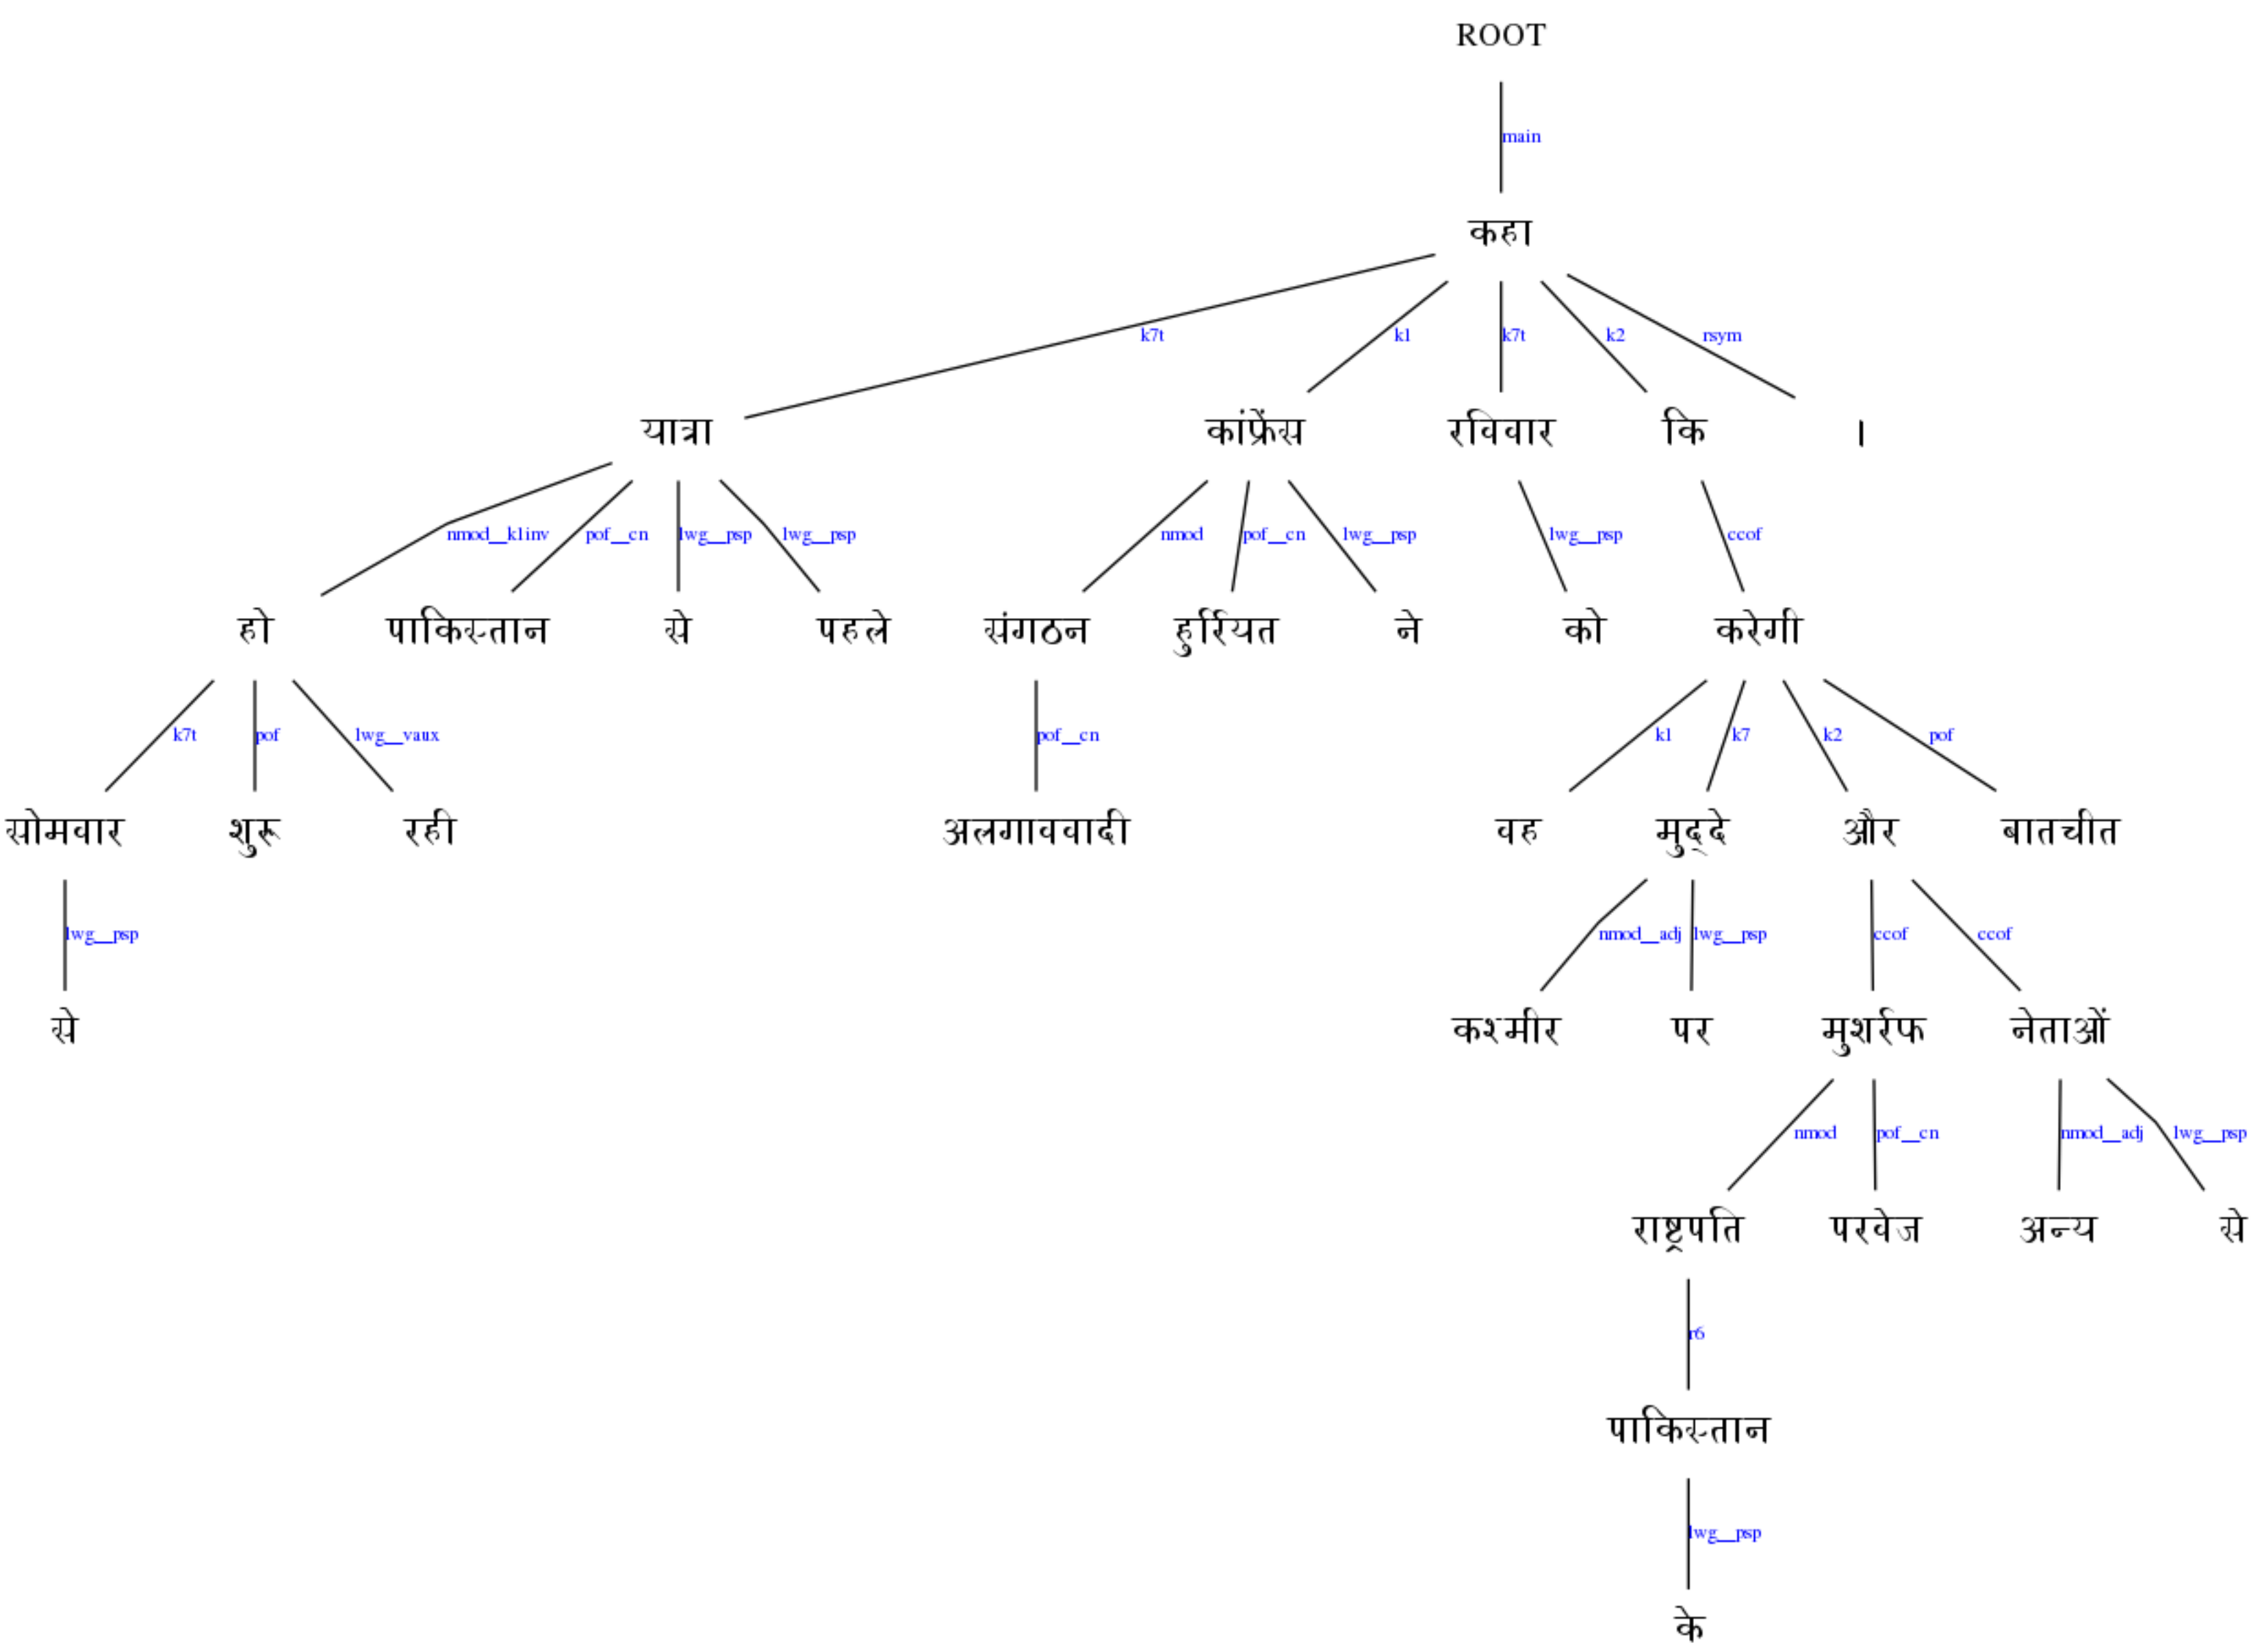 ROOT
main
कहा
k7t k1 k7t k2 rsym
यात्रा कांफ्रेंस रविवार कि ।
nmod__k1inv pof__cn lwg__psp lwg__psp nmod pof__cn lwg__psp lwg__psp ccof
हो पाकिस्तान से पहले संगठन हुर्रियत ने को करेगी
k7t pof lwg__vaux pof__cn k1 k7 k2 pof
सोमवार शुरू रही अलगाववादी वह मुद्दे और बातचीत
lwg__psp nmod__adj lwg__psp ccof ccof
से कश्मीर पर मुशर्रफ नेताओं
nmod pof__cn nmod__adj lwg__psp
राष्ट्रपति परवेज अन्य से
r6
पाकिस्तान
lwg__psp
के